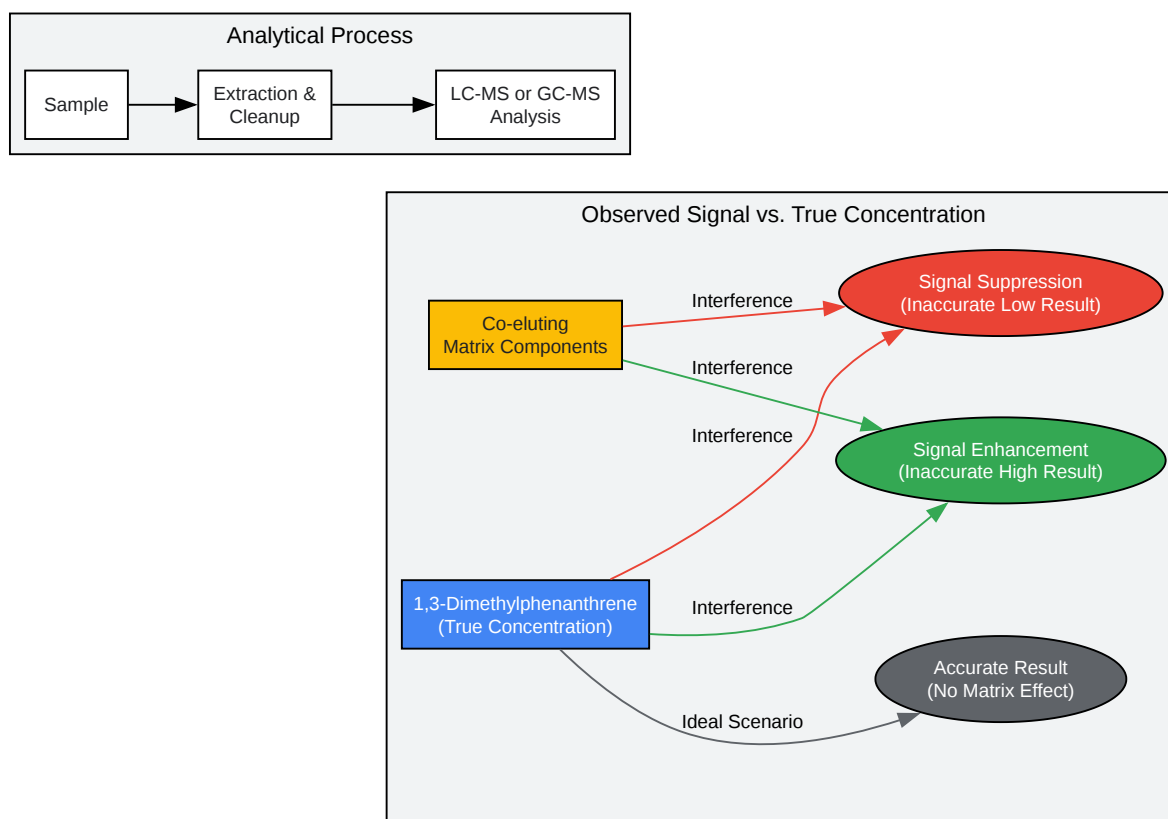 Analytical Process
Sample
Extraction &
Cleanup
LC-MS or GC-MS
Analysis
Observed Signal vs. True Concentration
Co-eluting
Matrix Components
Interference
Signal Suppression
(Inaccurate Low Result)
Interference
Interference
Signal Enhancement
(Inaccurate High Result)
1,3-Dimethylphenanthrene
(True Concentration)
Interference
Accurate Result
(No Matrix Effect)
Ideal Scenario